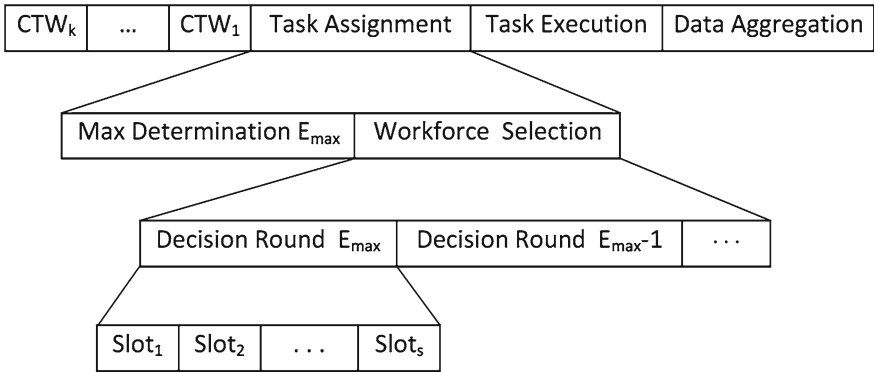 CTWₖ ... CTW₁ Task Assignment Task Execution Data Aggregation
Max Determination Eₘₐₓ Workforce Selection
Decision Round Eₘₐₓ Decision Round Eₘₐₓ-1 ...
Slot₁ Slot₂ ... Slotₛ